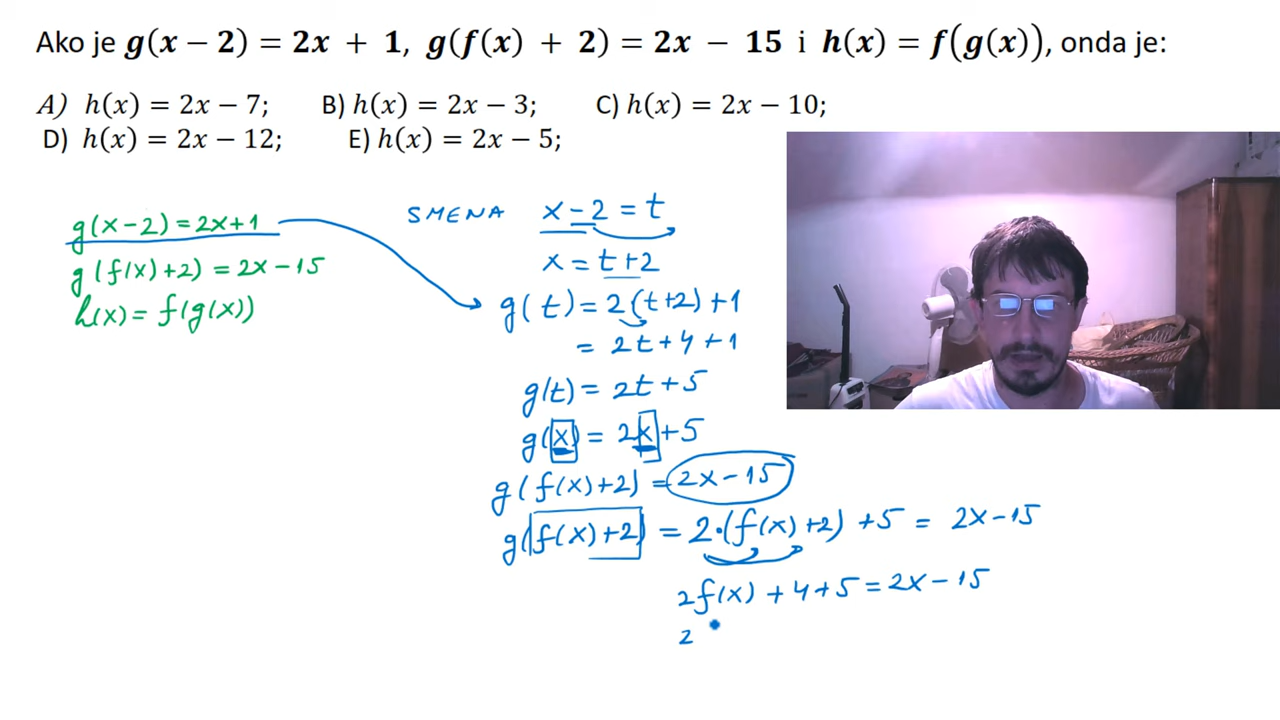 Ako je g(x − 2) = 2x + 1, g(f(x) + 2) = 2x − 15 i h(x) = f(g(x)), onda je:
A) h(x) = 2x − 7; B) h(x) = 2x − 3; C) h(x) = 2x − 10;
D) h(x) = 2x − 12; E) h(x) = 2x − 5;
g(x−2)=2x+1
g(f(x)+2) = 2x−15
h(x) = f(g(x))
SMENA x−2=t
x = t+2
g(t) = 2(t+2)+1
= 2t+4+1
g(t) = 2t+5
g(x) = 2x+5
g(f(x)+2) = 2x−15
g(f(x)+2) = 2·(f(x)+2)+5 = 2x−15
2f(x)+4+5=2x−15
2